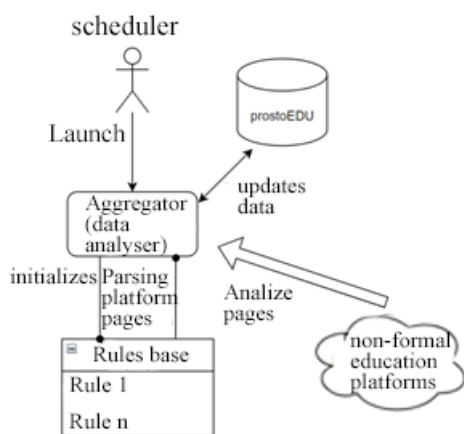 scheduler
Launch
prostoEDU
updates
data
Aggregator
(data
analyser)
initializes
Parsing
platform
pages
Analize
pages
Rules base
Rule 1
Rule n
non-formal
education
platforms